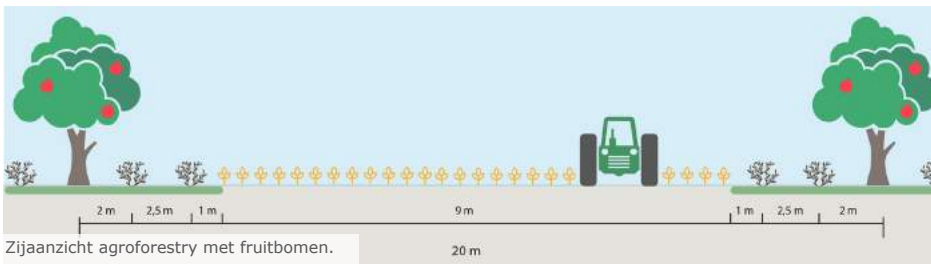 2 m 2,5 m 1 m 9 m 1 m 2,5 m 2 m
Zijaanzicht agroforestry met fruitbomen.
20 m